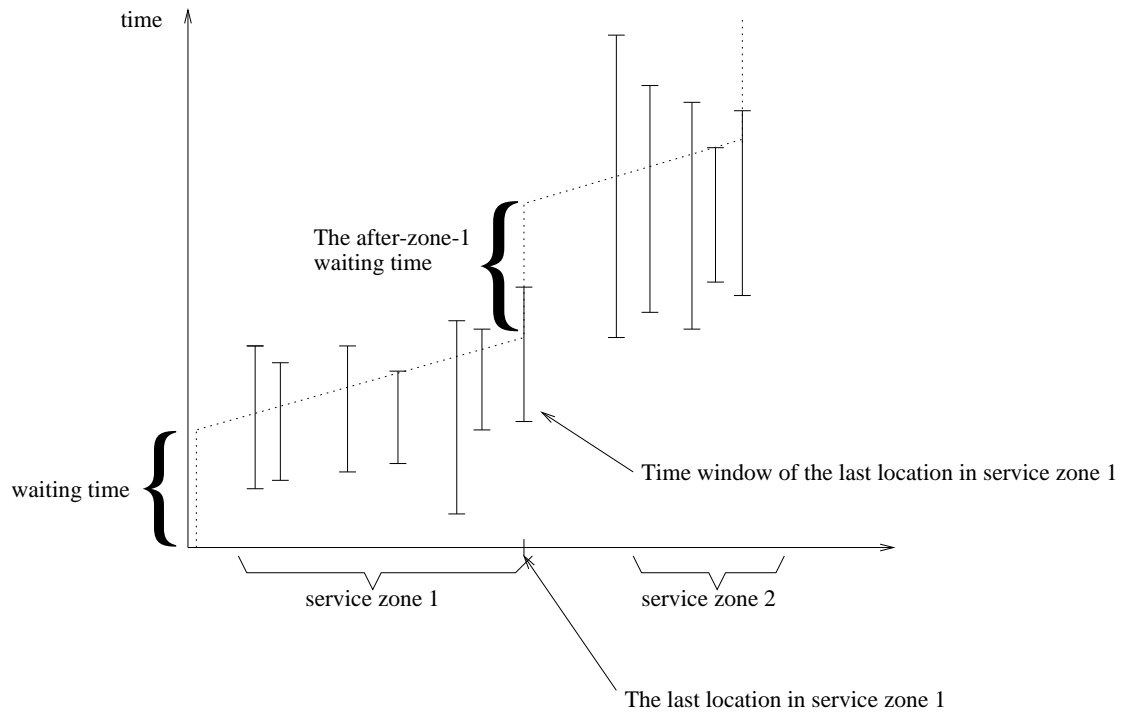 time
The after-zone-1
waiting time
waiting time
Time window of the last location in service zone 1
service zone 1
service zone 2
The last location in service zone 1